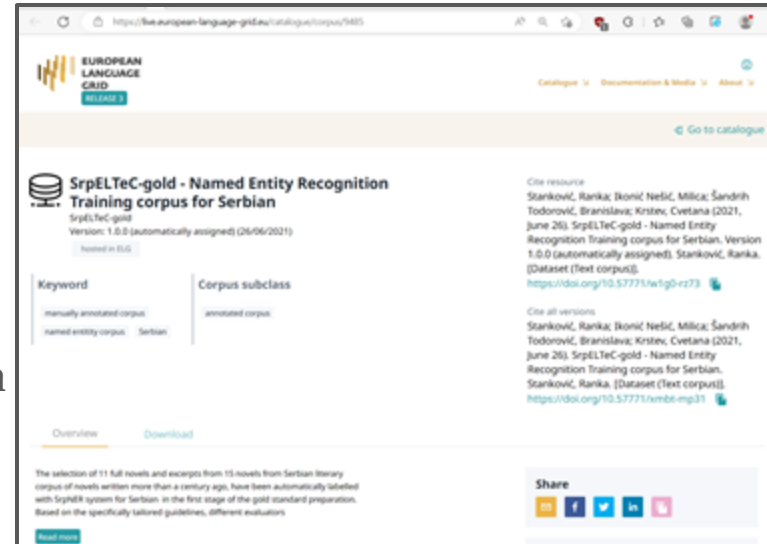 https://live.european-language-grid.eu/catalogue/corpus/9485
EUROPEAN
LANGUAGE
GRID
RELEASE 3
Catalogue
Documentation & Media
About
Go to catalogue
SrpELTeC-gold - Named Entity Recognition
Training corpus for Serbian
SrpELTeC-gold
Version: 1.0.0 (automatically assigned) (26/06/2021)
hosted in ELG
Keyword
manually annotated corpus
named entitity corpus
Serbian
Corpus subclass
annotated corpus
Cite resource
Stanković, Ranka; Ikonić Nešić, Milica; Šandrih
Todorović, Branislava; Krstev, Cvetana (2021,
June 26). SrpELTeC-gold - Named Entity
Recognition Training corpus for Serbian. Version
1.0.0 (automatically assigned). Stanković, Ranka.
[Dataset (Text corpus)].
https://doi.org/10.57771/w1g0-rz73
Cite all versions
Stanković, Ranka; Ikonić Nešić, Milica; Šandrih
Todorović, Branislava; Krstev, Cvetana (2021,
June 26). SrpELTeC-gold - Named Entity
Recognition Training corpus for Serbian.
Stanković, Ranka. [Dataset (Text corpus)].
https://doi.org/10.57771/xmbt-mp31
Overview
Download
The selection of 11 full novels and excerpts from 15 novels from Serbian literary
corpus of novels written more than a century ago, have been automatically labelled
with SrpNER system for Serbian in the first stage of the gold standard preparation.
Based on the specifically tailored guidelines, different evaluators
Read more
Share